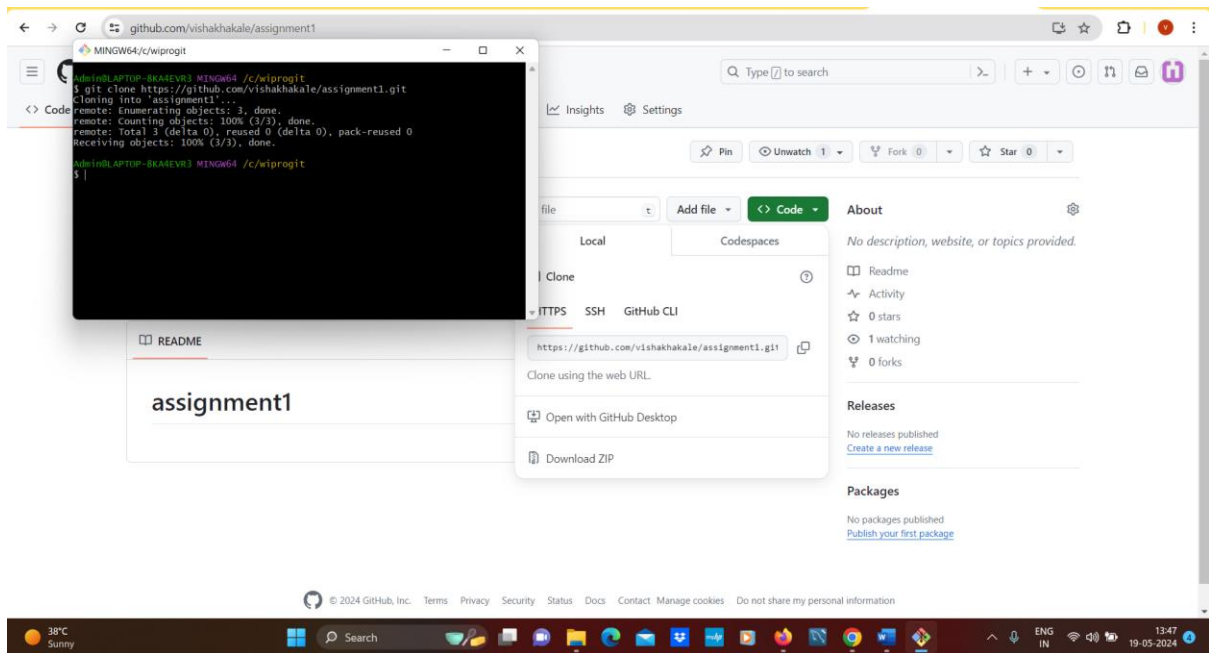 github.com/vishakhakale/assignment1
MINGW64:/c/wiprogit
Admin@LAPTOP-8KA4EVR3 MINGW64 /c/wiprogit
$ git clone https://github.com/vishakhakale/assignment1.git
Cloning into 'assignment1'...
remote: Enumerating objects: 3, done.
remote: Counting objects: 100% (3/3), done.
remote: Total 3 (delta 0), reused 0 (delta 0), pack-reused 0
Receiving objects: 100% (3/3), done.
Admin@LAPTOP-8KA4EVR3 MINGW64 /c/wiprogit
$
Type / to search
<> Code
Insights
Settings
Pin
Unwatch 1
Fork 0
Star 0
file
t
Add file
<> Code
Local
Codespaces
Clone
HTTPS
SSH
GitHub CLI
https://github.com/vishakhakale/assignment1.git
Clone using the web URL.
Open with GitHub Desktop
Download ZIP
README
assignment1
About
No description, website, or topics provided.
Readme
Activity
0 stars
1 watching
0 forks
Releases
No releases published
Create a new release
Packages
No packages published
Publish your first package
© 2024 GitHub, Inc. Terms Privacy Security Status Docs Contact Manage cookies Do not share my personal information
38°C
Sunny
Search
ENG
IN
13:47
19-05-2024